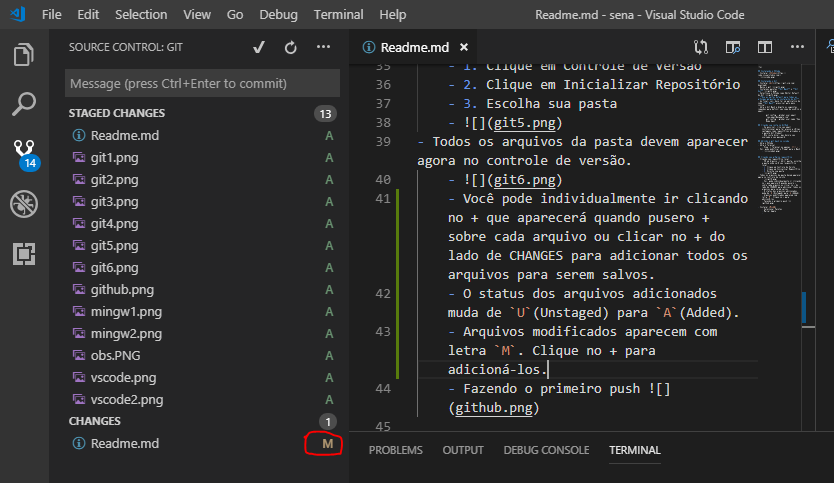 File Edit Selection View Go Debug Terminal Help Readme.md - sena - Visual Studio Code
SOURCE CONTROL: GIT
Message (press Ctrl+Enter to commit)
STAGED CHANGES 13
Readme.md A
git1.png A
git2.png A
git3.png A
git4.png A
git5.png A
git6.png A
github.png A
mingw1.png A
mingw2.png A
obs.PNG A
vscode.png A
vscode2.png A
CHANGES 1
Readme.md M
14
Readme.md
35 - 1. Clique em Controle de Versão
36 - 2. Clique em Inicializar Repositório
37 - 3. Escolha sua pasta
38 - ![](git5.png)
39 - Todos os arquivos da pasta devem aparecer
agora no controle de versão.
40 - ![](git6.png)
41 - Você pode individualmente ir clicando
no + que aparecerá quando pusero +
sobre cada arquivo ou clicar no + do
lado de CHANGES para adicionar todos os
arquivos para serem salvos.
42 - O status dos arquivos adicionados
muda de `U`(Unstaged) para `A`(Added).
43 - Arquivos modificados aparecem com
letra `M`. Clique no + para
adicioná-los.
44 - Fazendo o primeiro push ![]
(github.png)
45
PROBLEMS OUTPUT DEBUG CONSOLE TERMINAL